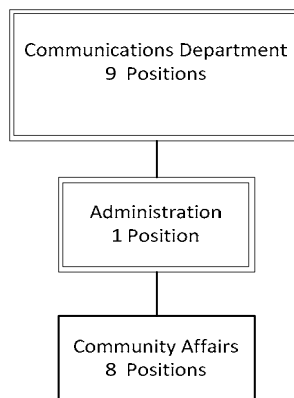 Communications Department
9 Positions
Administration
1 Position
Community Affairs
8 Positions